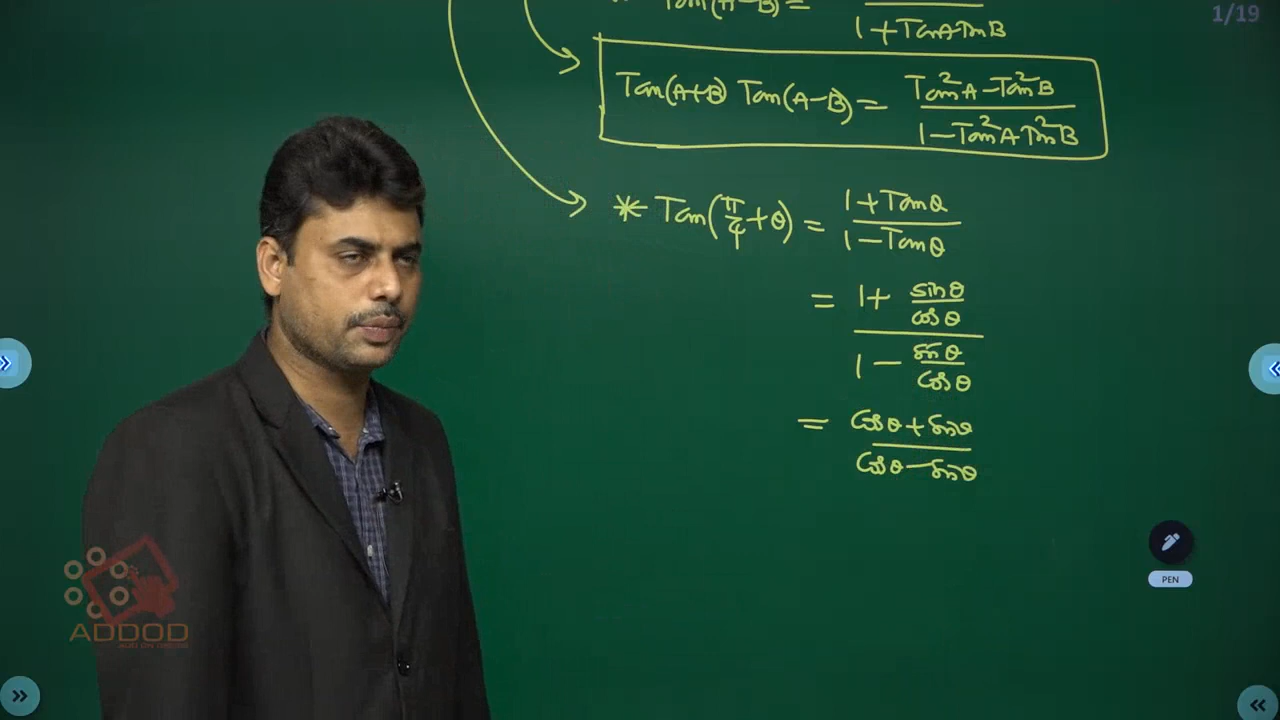 1/19
Tan(A-B) =
1+TanATanB
Tan(A+B) Tan(A-B) = Tan²A-Tan²B
1-Tan²A Tan²B
* Tan(π/4+θ) = 1+Tanθ
1-Tanθ
= 1+ sinθ/cosθ
1- sinθ/cosθ
= cosθ+sinθ
cosθ-sinθ
PEN
ADDOD